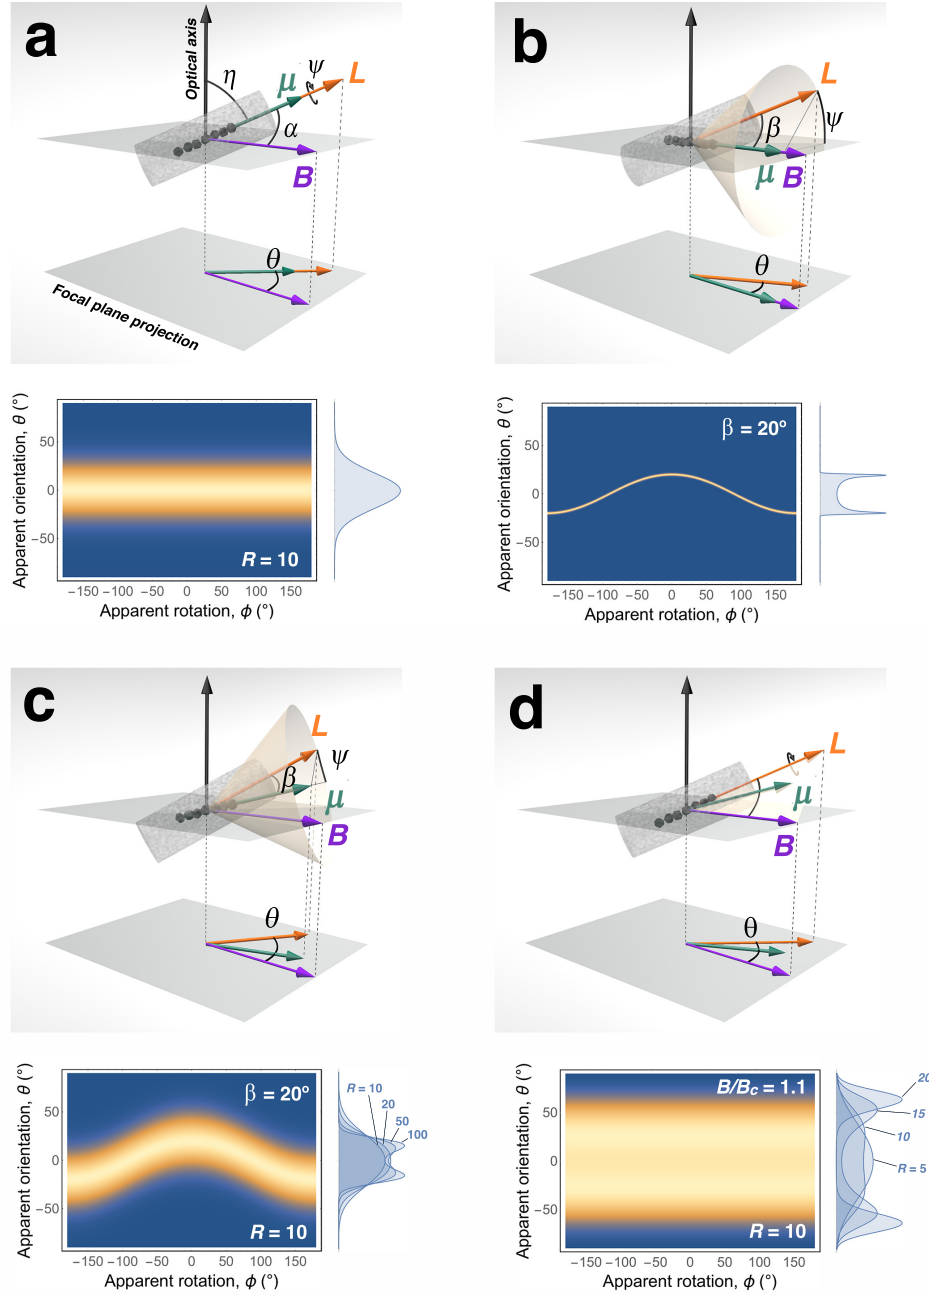 a
Optical axis
η
μ
ψ
L
α
B
θ
Focal plane projection
Apparent orientation, θ (°)
50
0
−50
R = 10
−150 −100 −50 0 50 100 150
Apparent rotation, ϕ (°)
b
L
β
ψ
μ B
θ
Apparent orientation, θ (°)
50
0
−50
β = 20º
−150 −100 −50 0 50 100 150
Apparent rotation, ϕ (°)
c
L
ψ
β
μ
B
θ
Apparent orientation, θ (°)
50
0
−50
β = 20º
R = 10
−150 −100 −50 0 50 100 150
Apparent rotation, ϕ (°)
R = 10
20
50
100
d
L
μ
B
θ
Apparent orientation, θ (°)
50
0
−50
B/Bc = 1.1
R = 10
−150 −100 −50 0 50 100 150
Apparent rotation, ϕ (°)
20
15
10
R = 5